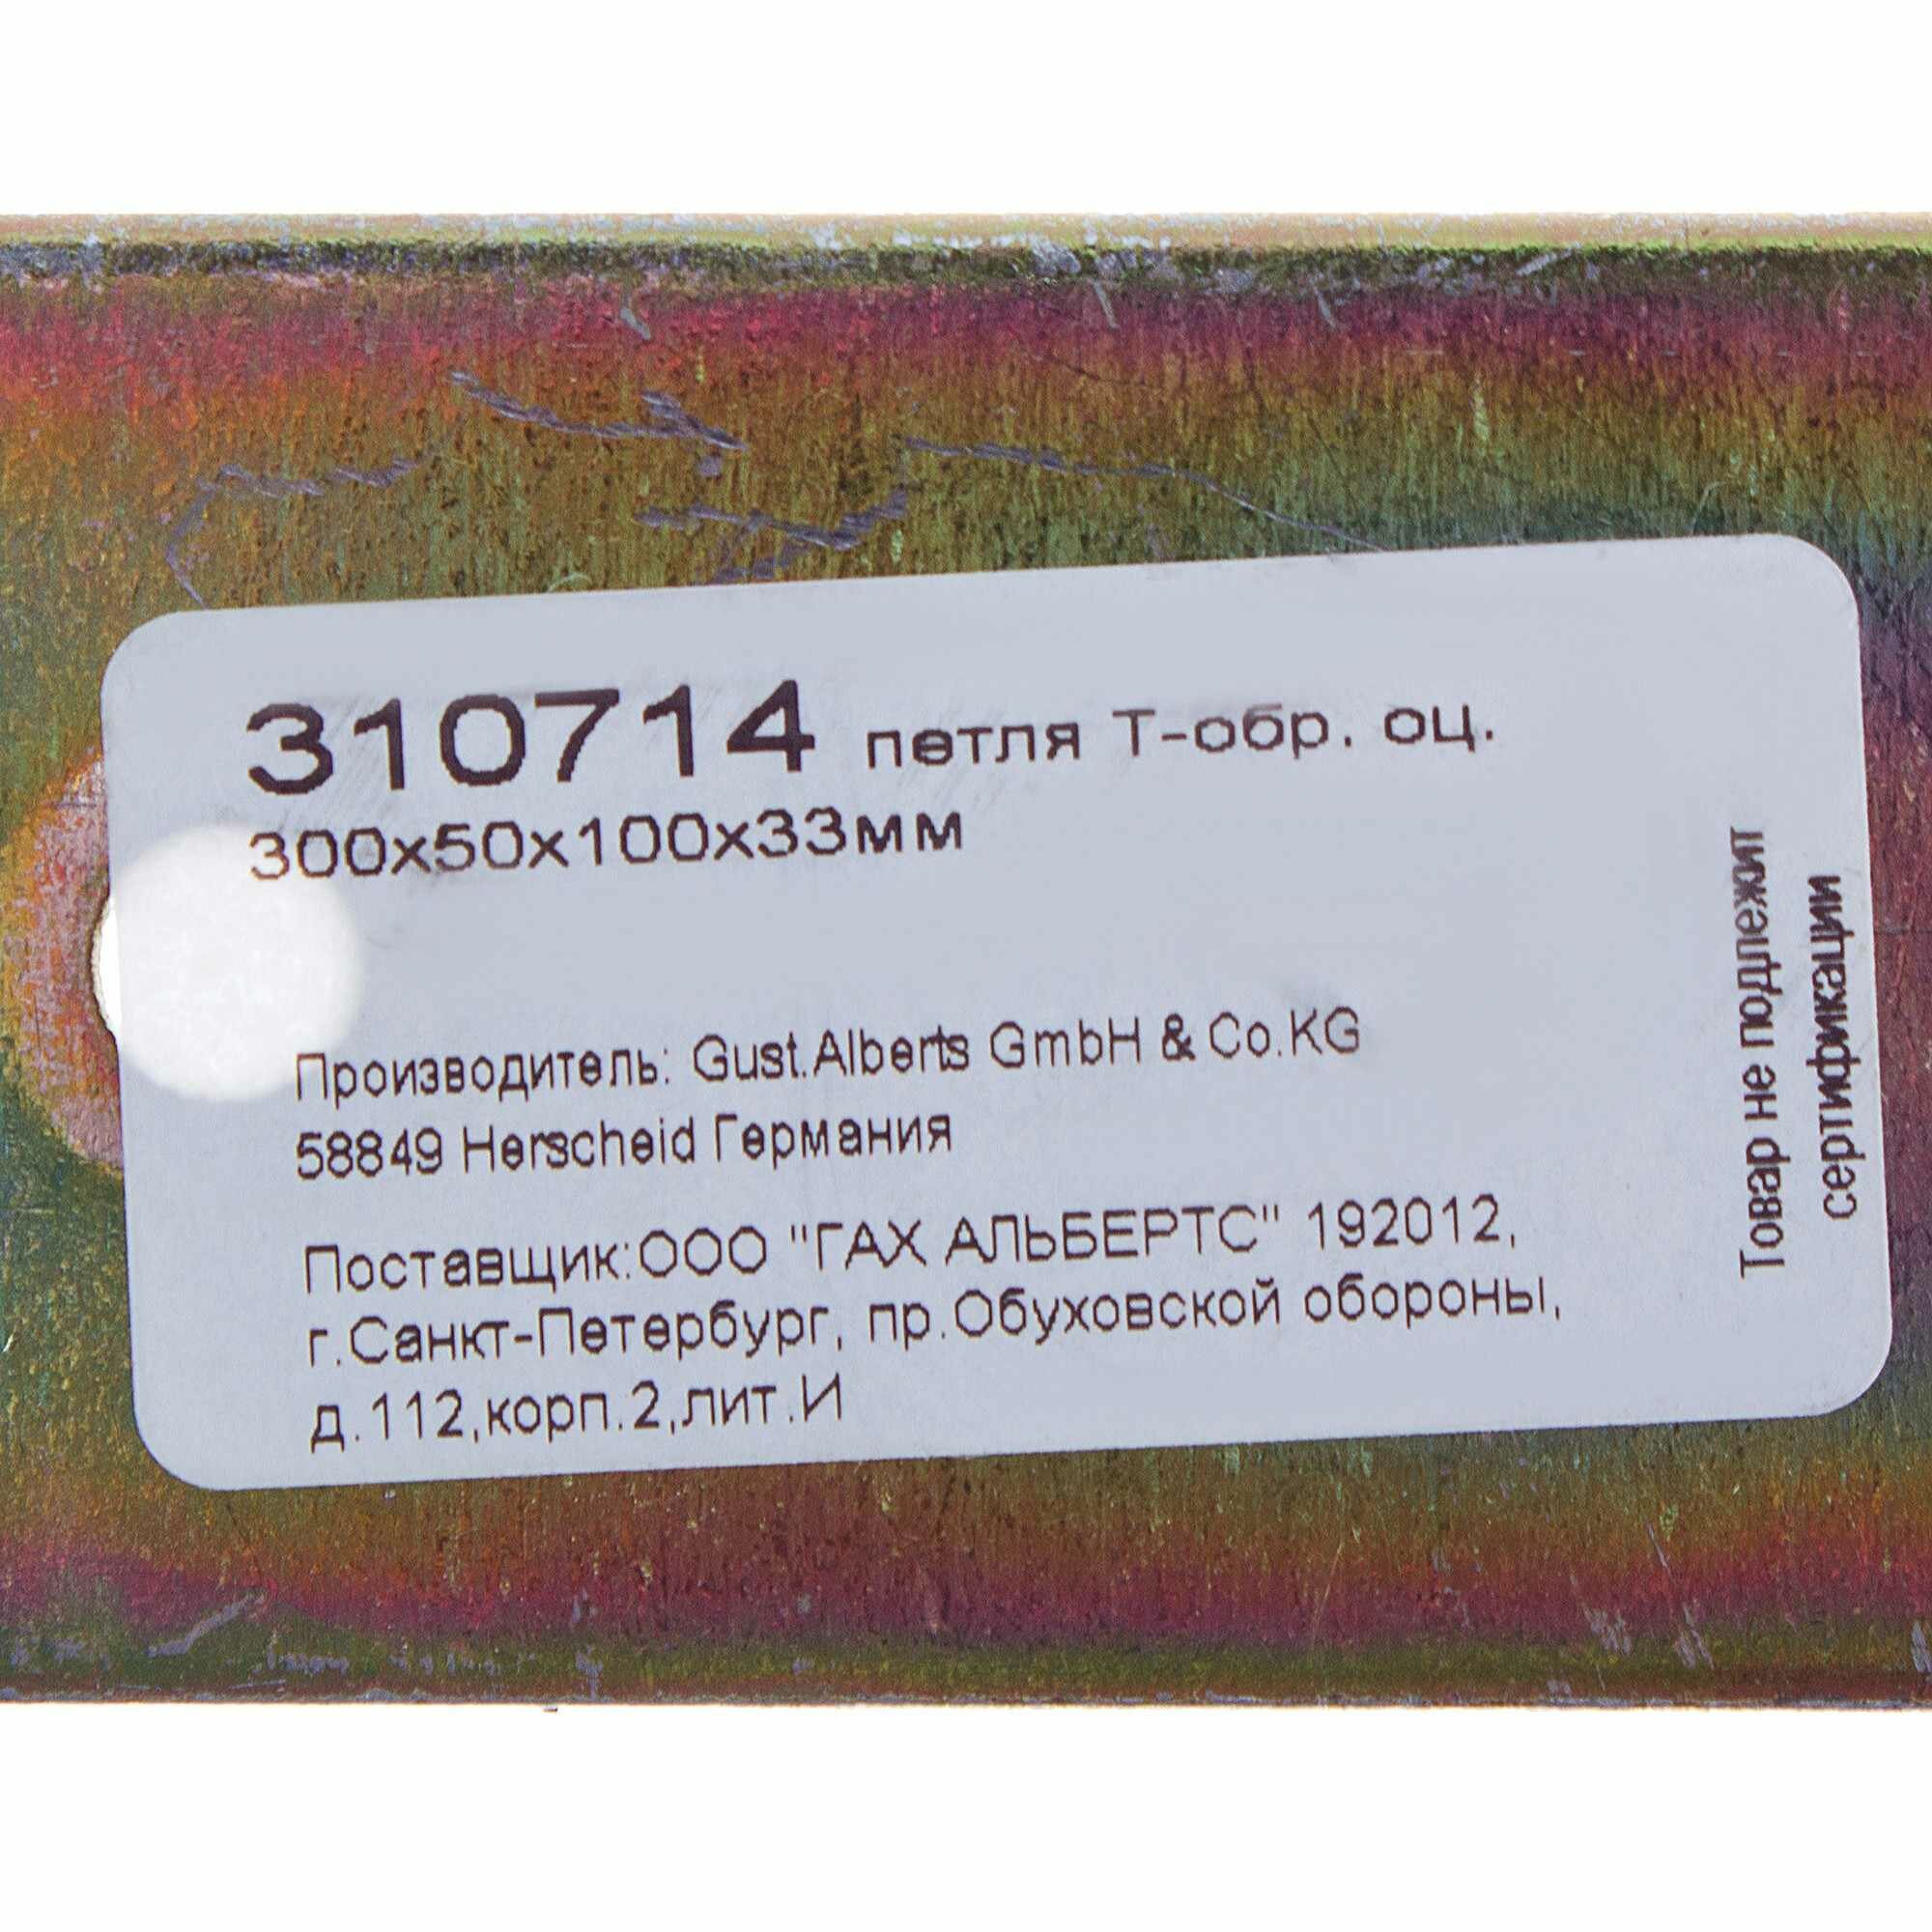 310714 петля Т-обр. оц.
300x50x100x33мм
Производитель: Gust.Alberts GmbH & Co.KG
58849 Herscheid Германия
Поставщик:ООО "ГАХ АЛЬБЕРТС" 192012,
г.Санкт-Петербург, пр.Обуховской обороны,
д.112,корп.2,лит.И
Товар не подлежит
сертификации